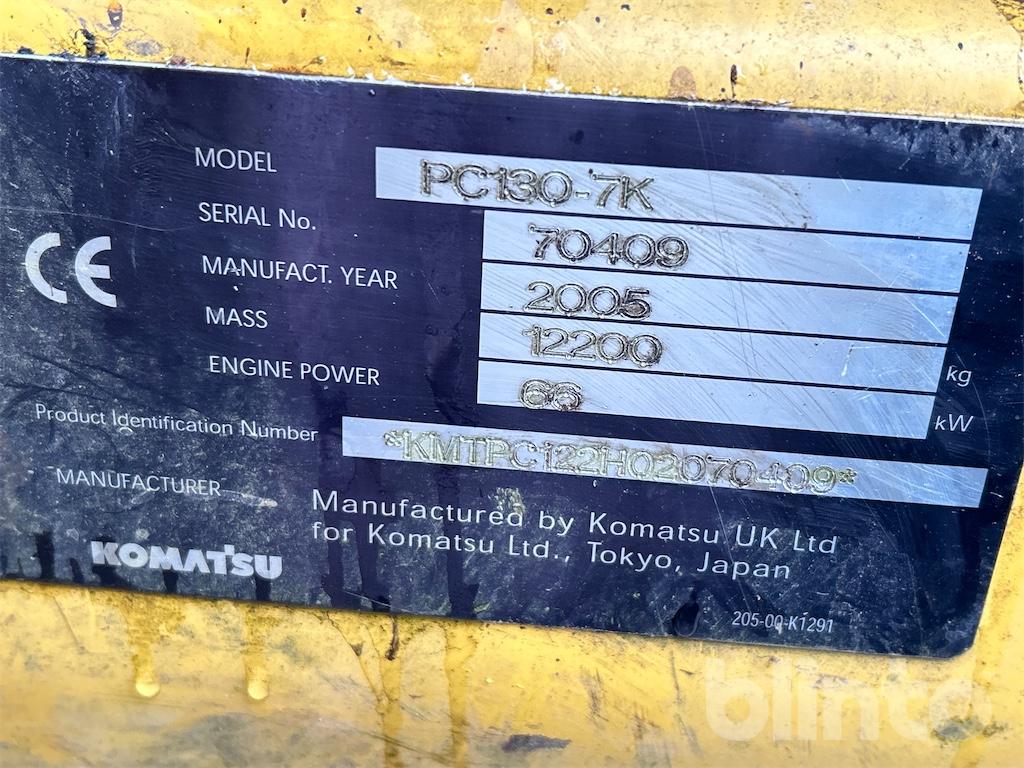 MODEL PC130-7K
SERIAL No. 70409
MANUFACT. YEAR 2005
MASS 12200 kg
ENGINE POWER 66 kW
Product Identification Number *KMTPC122H02070409*
MANUFACTURER
Manufactured by Komatsu UK Ltd
for Komatsu Ltd., Tokyo, Japan
KOMATSU
205-00-K1291
CE
blinto